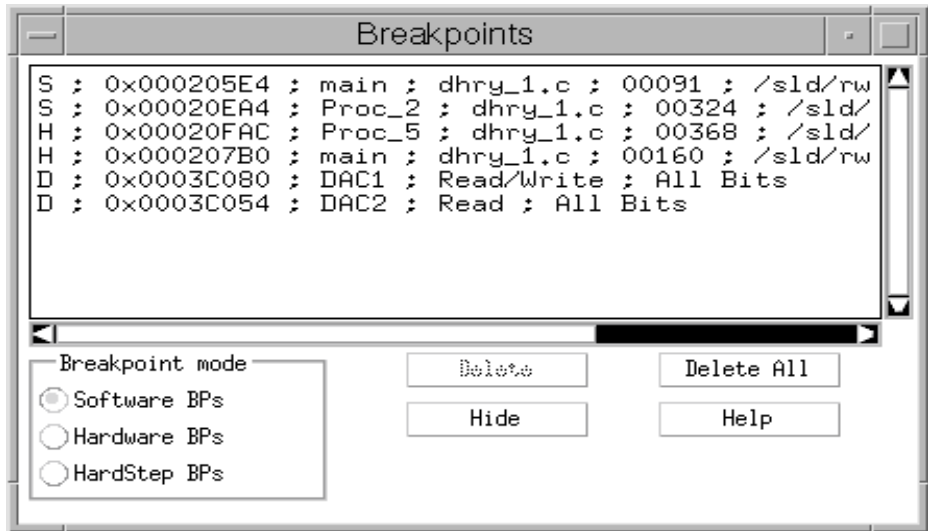 Breakpoints
S ; 0x000205E4 ; main ; dhry_1.c ; 00091 ; /sld/rw
S ; 0x00020EA4 ; Proc_2 ; dhry_1.c ; 00324 ; /sld/
H ; 0x00020FAC ; Proc_5 ; dhry_1.c ; 00368 ; /sld/
H ; 0x000207B0 ; main ; dhry_1.c ; 00160 ; /sld/rw
D ; 0x0003C080 ; DAC1 ; Read/Write ; All Bits
D ; 0x0003C054 ; DAC2 ; Read ; All Bits
Breakpoint mode
Software BPs
Hardware BPs
HardStep BPs
Delete
Delete All
Hide
Help